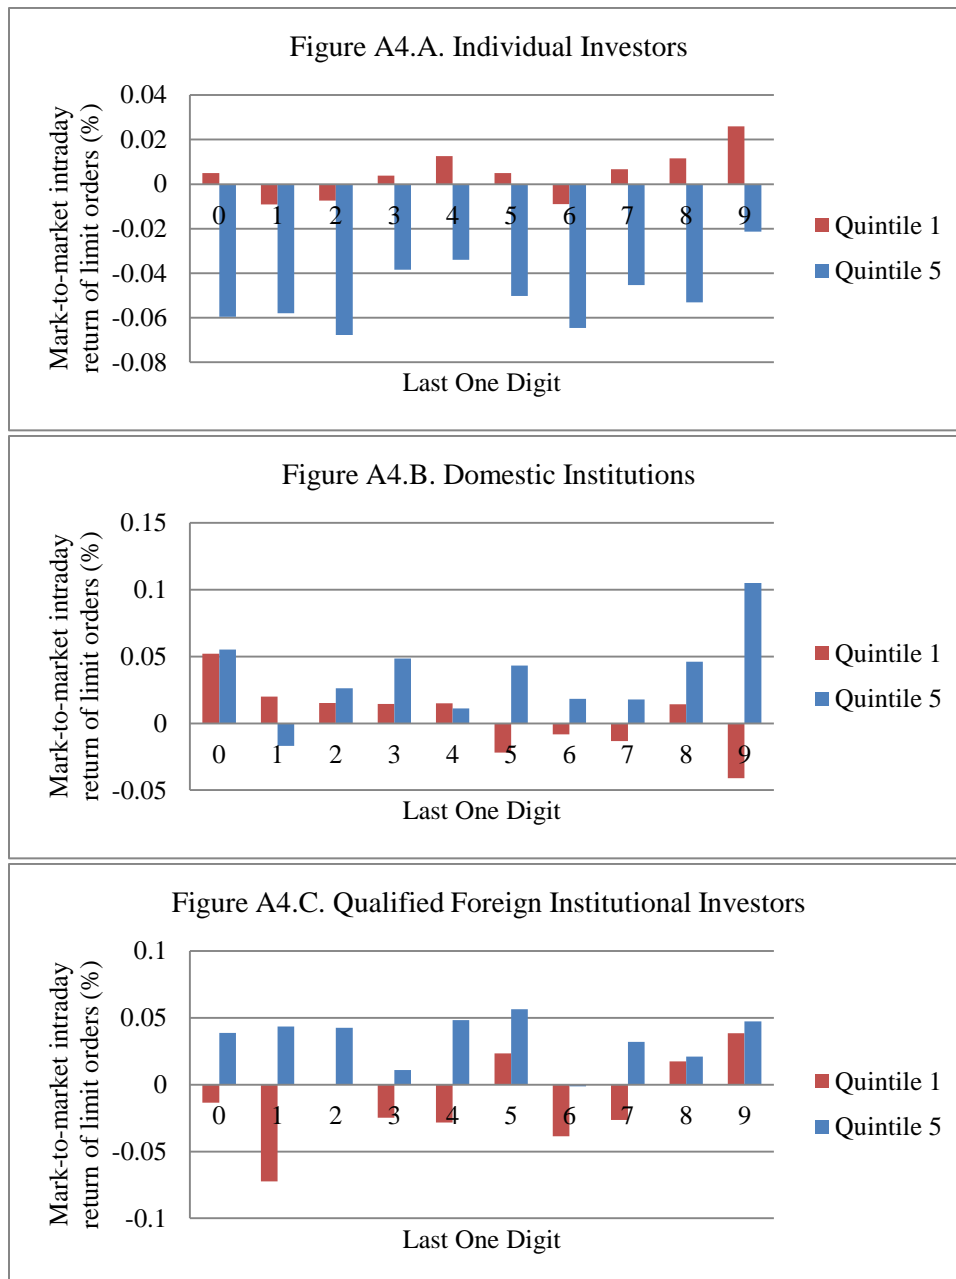 Figure A4.A. Individual Investors
Mark-to-market intraday
return of limit orders (%)
0.04
0.02
0
-0.02
-0.04
-0.06
-0.08
0 1 2 3 4 5 6 7 8 9
Last One Digit
Quintile 1
Quintile 5
Figure A4.B. Domestic Institutions
Mark-to-market intraday
return of limit orders (%)
0.15
0.1
0.05
0
-0.05
0 1 2 3 4 5 6 7 8 9
Last One Digit
Quintile 1
Quintile 5
Figure A4.C. Qualified Foreign Institutional Investors
Mark-to-market intraday
return of limit orders (%)
0.1
0.05
0
-0.05
-0.1
0 1 2 3 4 5 6 7 8 9
Last One Digit
Quintile 1
Quintile 5